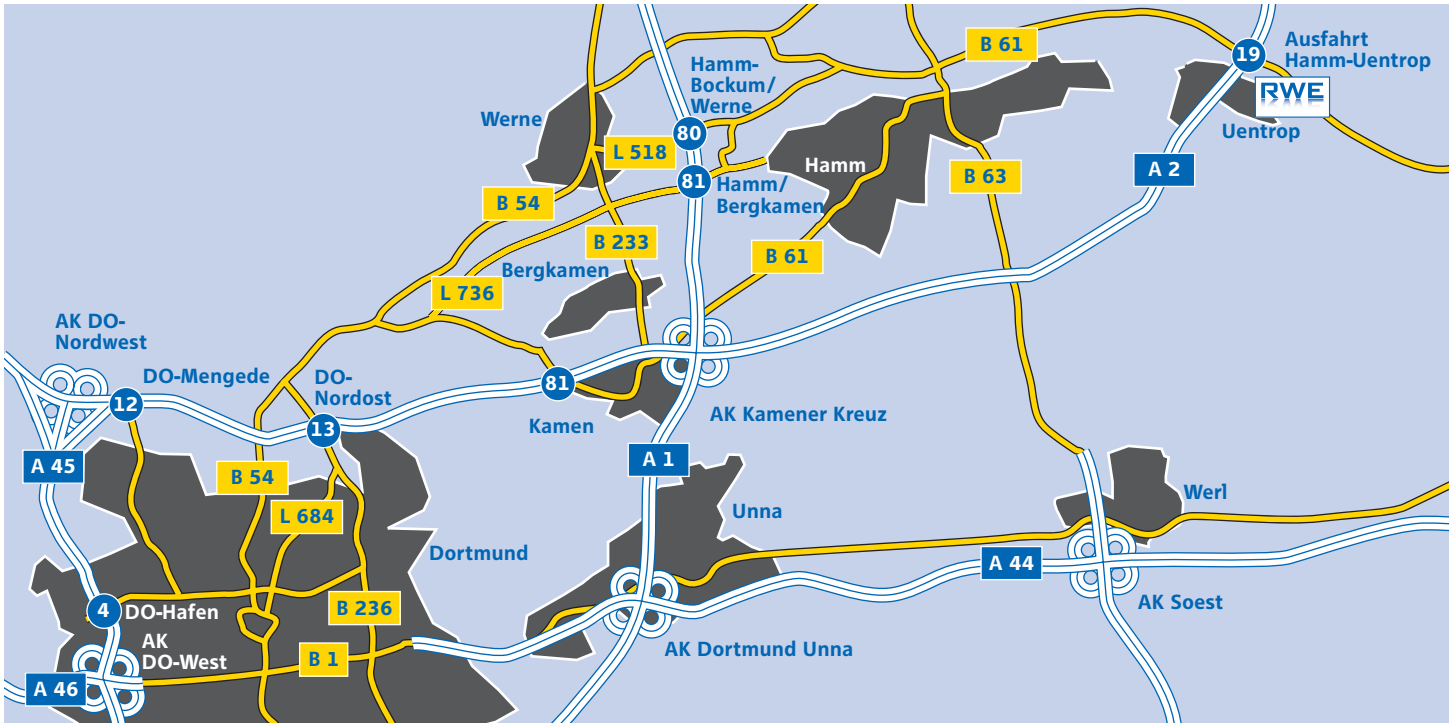 B 61
19
Ausfahrt
Hamm-Uentrop
RWE
Uentrop
Hamm-
Bockum/
Werne
80
Werne
L 518
81
Hamm/
Bergkamen
Hamm
A 2
B 63
B 54
B 233
B 61
Bergkamen
L 736
AK DO-
Nordwest
DO-Mengede
12
DO-
Nordost
13
81
Kamen
AK Kamener Kreuz
A 45
B 54
L 684
A 1
Unna
Werl
Dortmund
A 44
4
DO-Hafen
B 236
AK Soest
AK
DO-West
B 1
AK Dortmund Unna
A 46